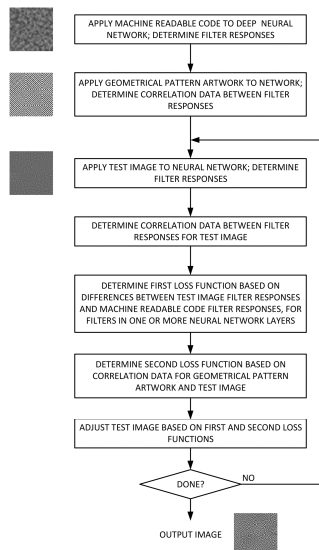 APPLY MACHINE READABLE CODE TO DEEP NEURAL
NETWORK; DETERMINE FILTER RESPONSES
APPLY GEOMETRICAL PATTERN ARTWORK TO NETWORK;
DETERMINE CORRELATION DATA BETWEEN FILTER
RESPONSES
APPLY TEST IMAGE TO NEURAL NETWORK; DETERMINE
FILTER RESPONSES
DETERMINE CORRELATION DATA BETWEEN FILTER
RESPONSES FOR TEST IMAGE
DETERMINE FIRST LOSS FUNCTION BASED ON
DIFFERENCES BETWEEN TEST IMAGE FILTER RESPONSES
AND MACHINE READABLE CODE FILTER RESPONSES, FOR
FILTERS IN ONE OR MORE NEURAL NETWORK LAYERS
DETERMINE SECOND LOSS FUNCTION BASED ON
CORRELATION DATA FOR GEOMETRICAL PATTERN
ARTWORK AND TEST IMAGE
ADJUST TEST IMAGE BASED ON FIRST AND SECOND LOSS
FUNCTIONS
DONE?
NO
OUTPUT IMAGE